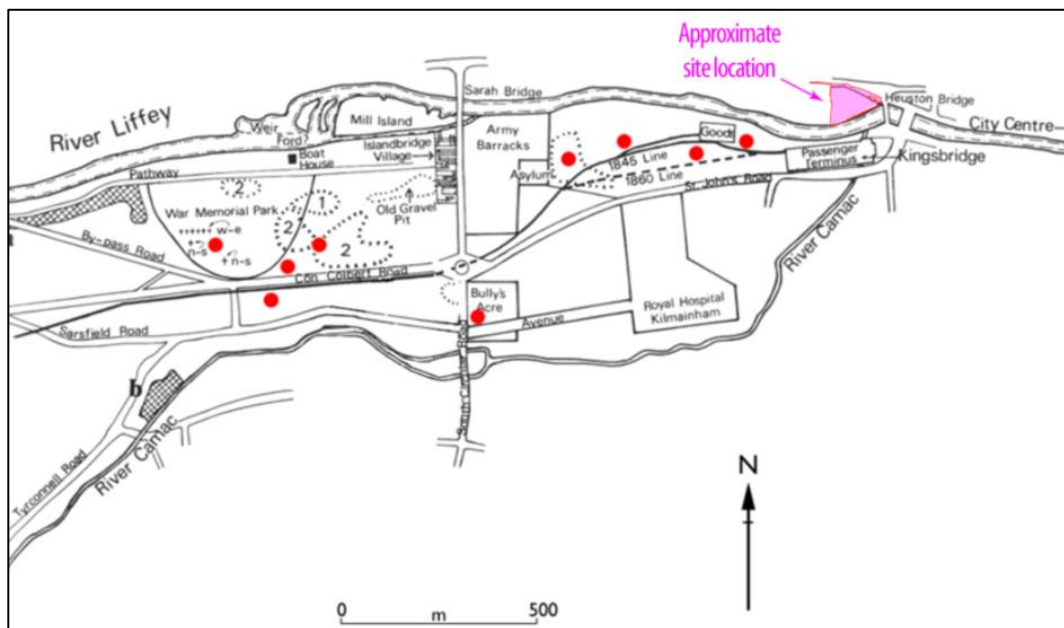 Approximate
site location
Sarah Bridge
Heuston Bridge
City Centre
River Liffey
Weir
Ford
Mill Island
Islandbridge
Village
Army
Barracks
Goods
Boat
House
Pathway
Asylum
1845 Line
1860 Line
Passenger
Terminus
Kingsbridge
St. John's Road
2
1
War Memorial Park
Old Gravel
Pit
w-e
n-s
n-s
2
2
By-pass Road
Con Colbert Road
River Camac
Bully's
Acre
Royal Hospital
Kilmainham
Avenue
Sarsfield Road
South Circular Road
b
River Camac
Tyrconnell Road
N
0
500
m